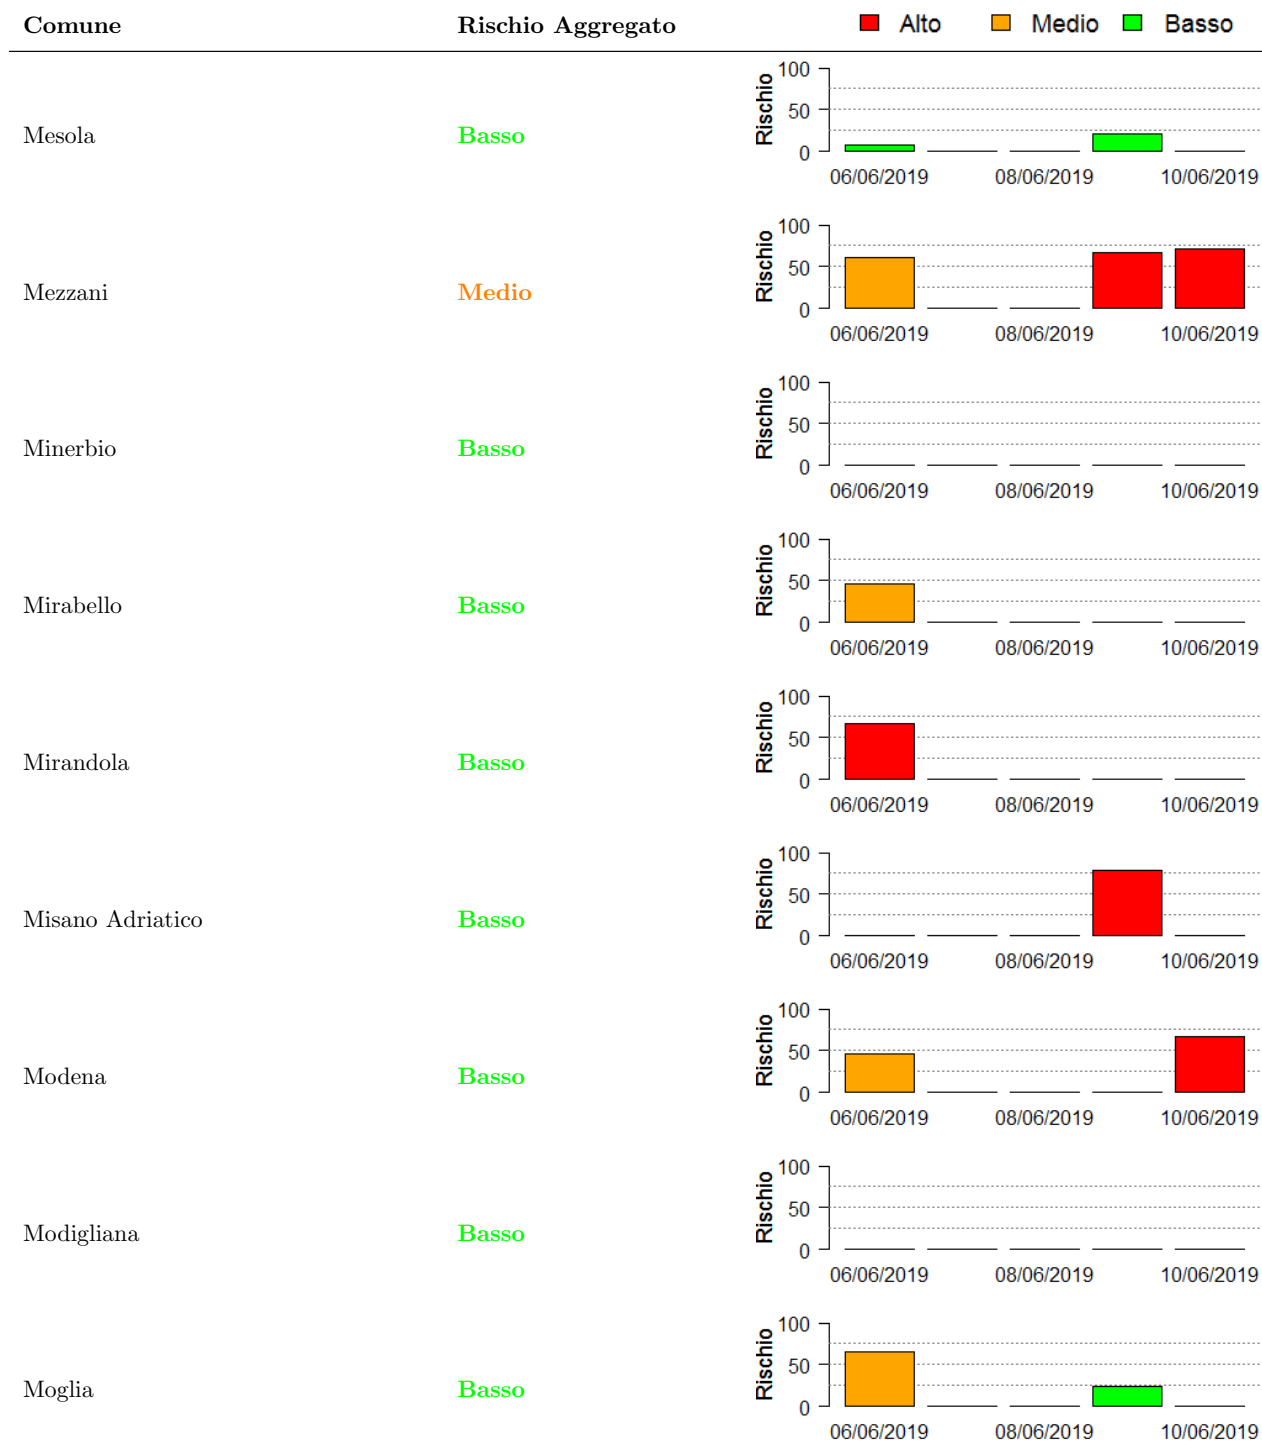 Comune Rischio Aggregato Alto Medio Basso
Mesola Basso
Rischio
100
50
0
06/06/2019 08/06/2019 10/06/2019
Mezzani Medio
Rischio
100
50
0
06/06/2019 08/06/2019 10/06/2019
Minerbio Basso
Rischio
100
50
0
06/06/2019 08/06/2019 10/06/2019
Mirabello Basso
Rischio
100
50
0
06/06/2019 08/06/2019 10/06/2019
Mirandola Basso
Rischio
100
50
0
06/06/2019 08/06/2019 10/06/2019
Misano Adriatico Basso
Rischio
100
50
0
06/06/2019 08/06/2019 10/06/2019
Modena Basso
Rischio
100
50
0
06/06/2019 08/06/2019 10/06/2019
Modigliana Basso
Rischio
100
50
0
06/06/2019 08/06/2019 10/06/2019
Moglia Basso
Rischio
100
50
0
06/06/2019 08/06/2019 10/06/2019